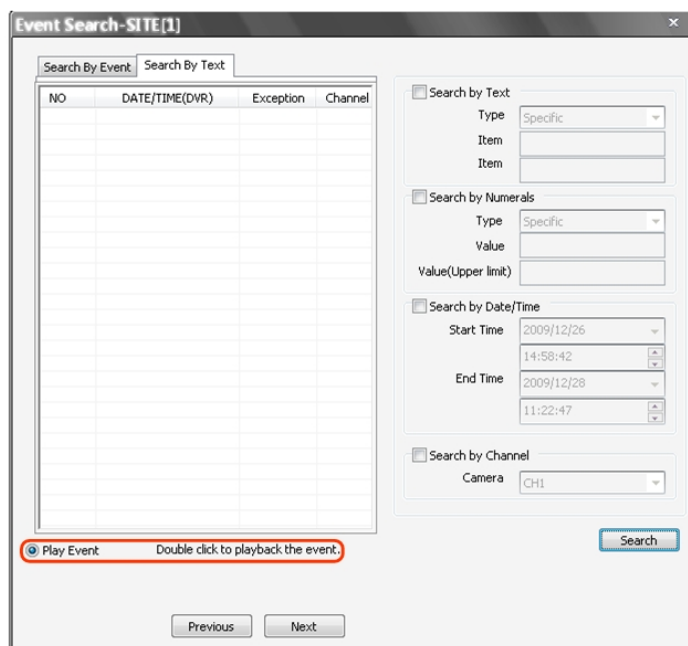 Event Search-SITE[1]
Search By Event
Search By Text
NO DATE/TIME(DVR) Exception Channel
Search by Text
Type Specific
Item
Item
Search by Numerals
Type Specific
Value
Value(Upper limit)
Search by Date/Time
Start Time 2009/12/26
14:58:42
End Time 2009/12/28
11:22:47
Search by Channel
Camera CH1
Play Event Double click to playback the event.
Search
Previous Next